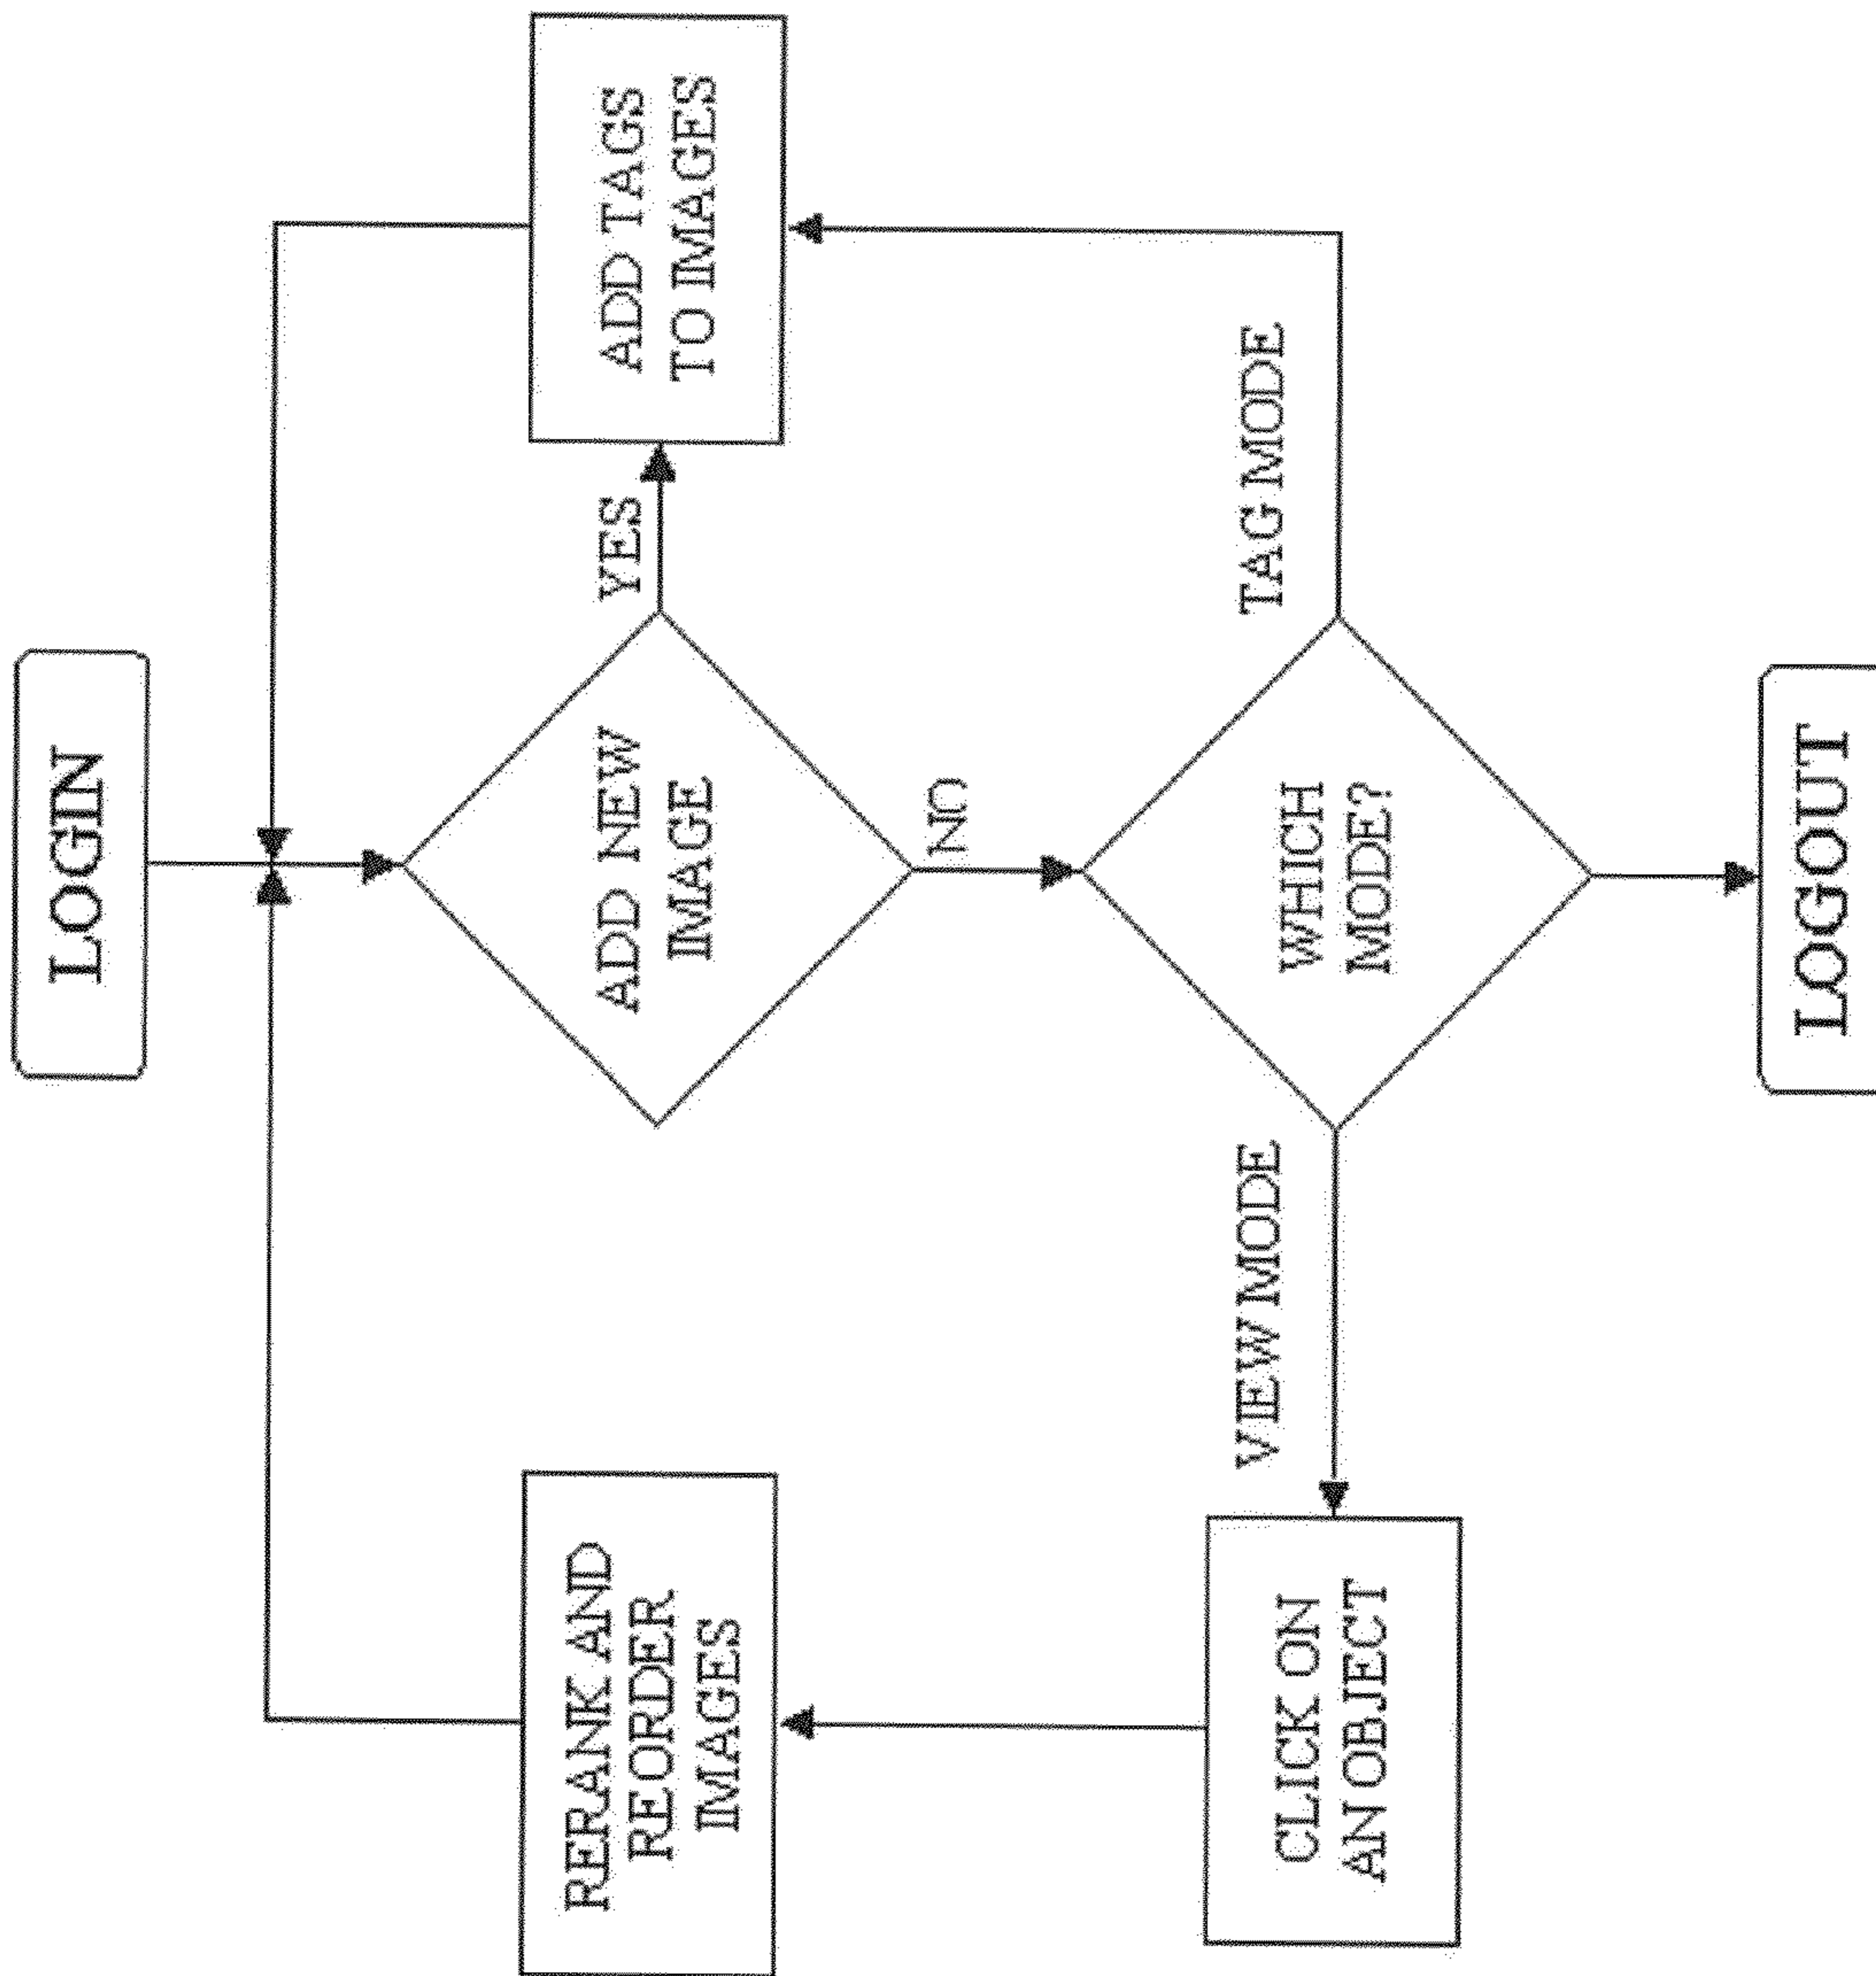 LOGIN
ADD NEW
IMAGE
YES
ADD TAGS
TO IMAGES
NO
WHICH
MODE?
TAG MODE
VIEW MODE
CLICK ON
AN OBJECT
RERANK AND
REORDER
IMAGES
LOGOUT